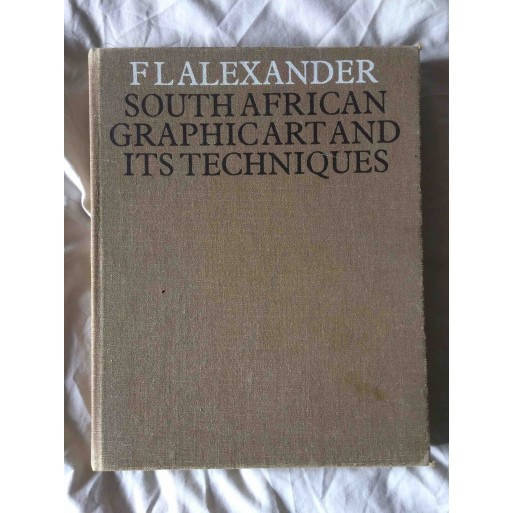 F L ALEXANDER
SOUTH AFRICAN
GRAPHIC ART AND
ITS TECHNIQUES